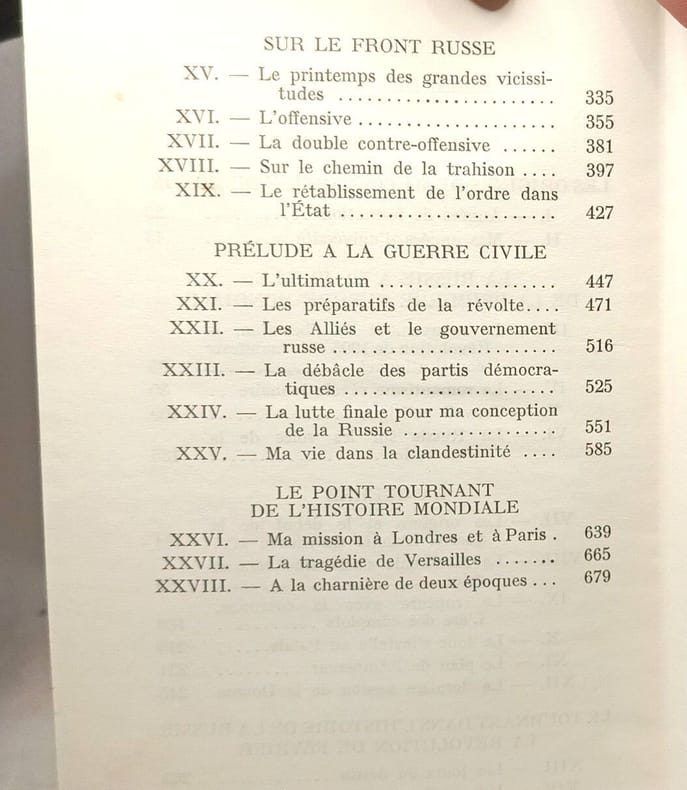 SUR LE FRONT RUSSE
XV. — Le printemps des grandes vicissi-
tudes ........................ 335
XVI. — L'offensive ..................... 355
XVII. — La double contre-offensive ...... 381
XVIII. — Sur le chemin de la trahison .... 397
XIX. — Le rétablissement de l'ordre dans
l'État ........................ 427
PRÉLUDE A LA GUERRE CIVILE
XX. — L'ultimatum ................... 447
XXI. — Les préparatifs de la révolte.... 471
XXII. — Les Alliés et le gouvernement
russe ........................ 516
XXIII. — La débâcle des partis démocra-
tiques ........................ 525
XXIV. — La lutte finale pour ma conception
de la Russie ................. 551
XXV. — Ma vie dans la clandestinité .... 585
LE POINT TOURNANT
DE L'HISTOIRE MONDIALE
XXVI. — Ma mission à Londres et à Paris . 639
XXVII. — La tragédie de Versailles ....... 665
XXVIII. — A la charnière de deux époques ... 679